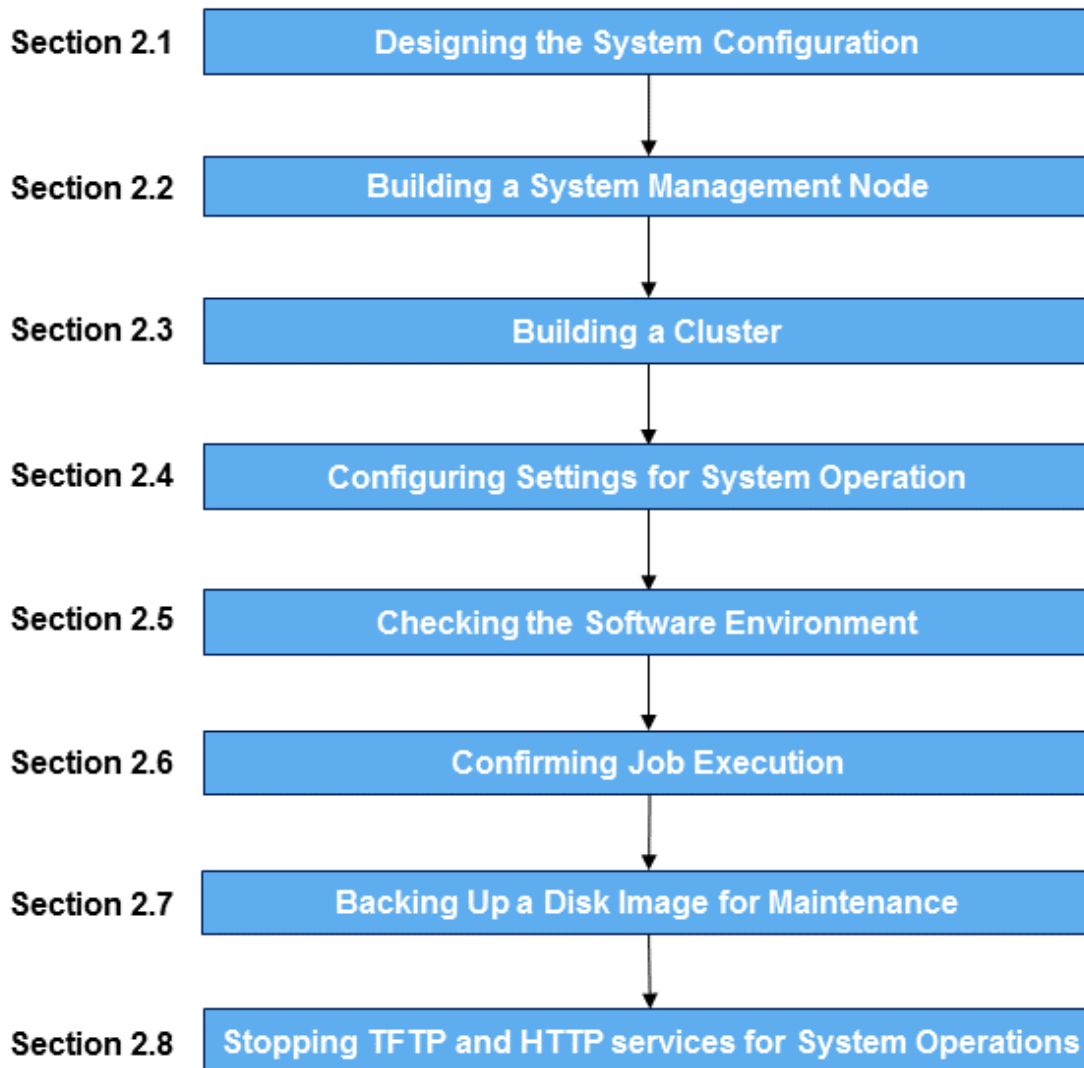 Section 2.1
Designing the System Configuration
Section 2.2
Building a System Management Node
Section 2.3
Building a Cluster
Section 2.4
Configuring Settings for System Operation
Section 2.5
Checking the Software Environment
Section 2.6
Confirming Job Execution
Section 2.7
Backing Up a Disk Image for Maintenance
Section 2.8
Stopping TFTP and HTTP services for System Operations